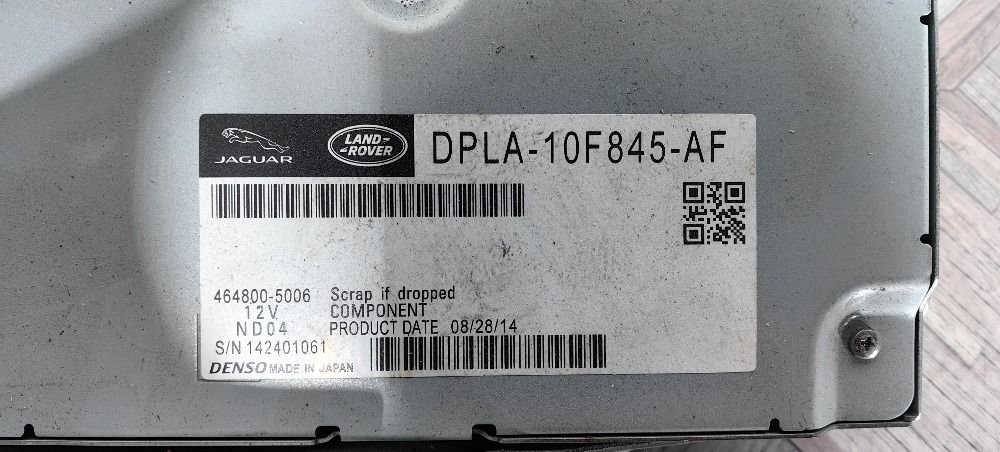 JAGUAR
LAND-
ROVER
DPLA-10F845-AF
464800-5006 Scrap if dropped
12V COMPONENT
ND04 PRODUCT DATE 08/28/14
S/N 142401061
DENSO MADE IN JAPAN